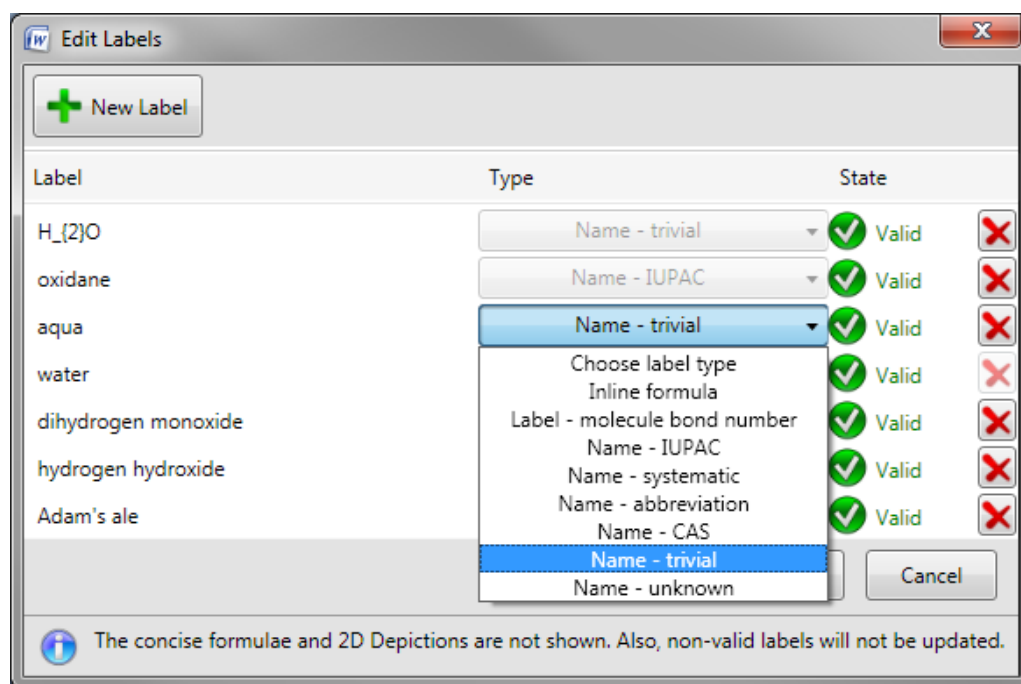 Edit Labels
New Label
Label Type State
H_{2}O Name - trivial Valid
oxidane Name - IUPAC Valid
aqua Name - trivial Valid
water Valid
dihydrogen monoxide Valid
hydrogen hydroxide Valid
Adam's ale Valid
Choose label type
Inline formula
Label - molecule bond number
Name - IUPAC
Name - systematic
Name - abbreviation
Name - CAS
Name - trivial
Name - unknown
Cancel
The concise formulae and 2D Depictions are not shown. Also, non-valid labels will not be updated.